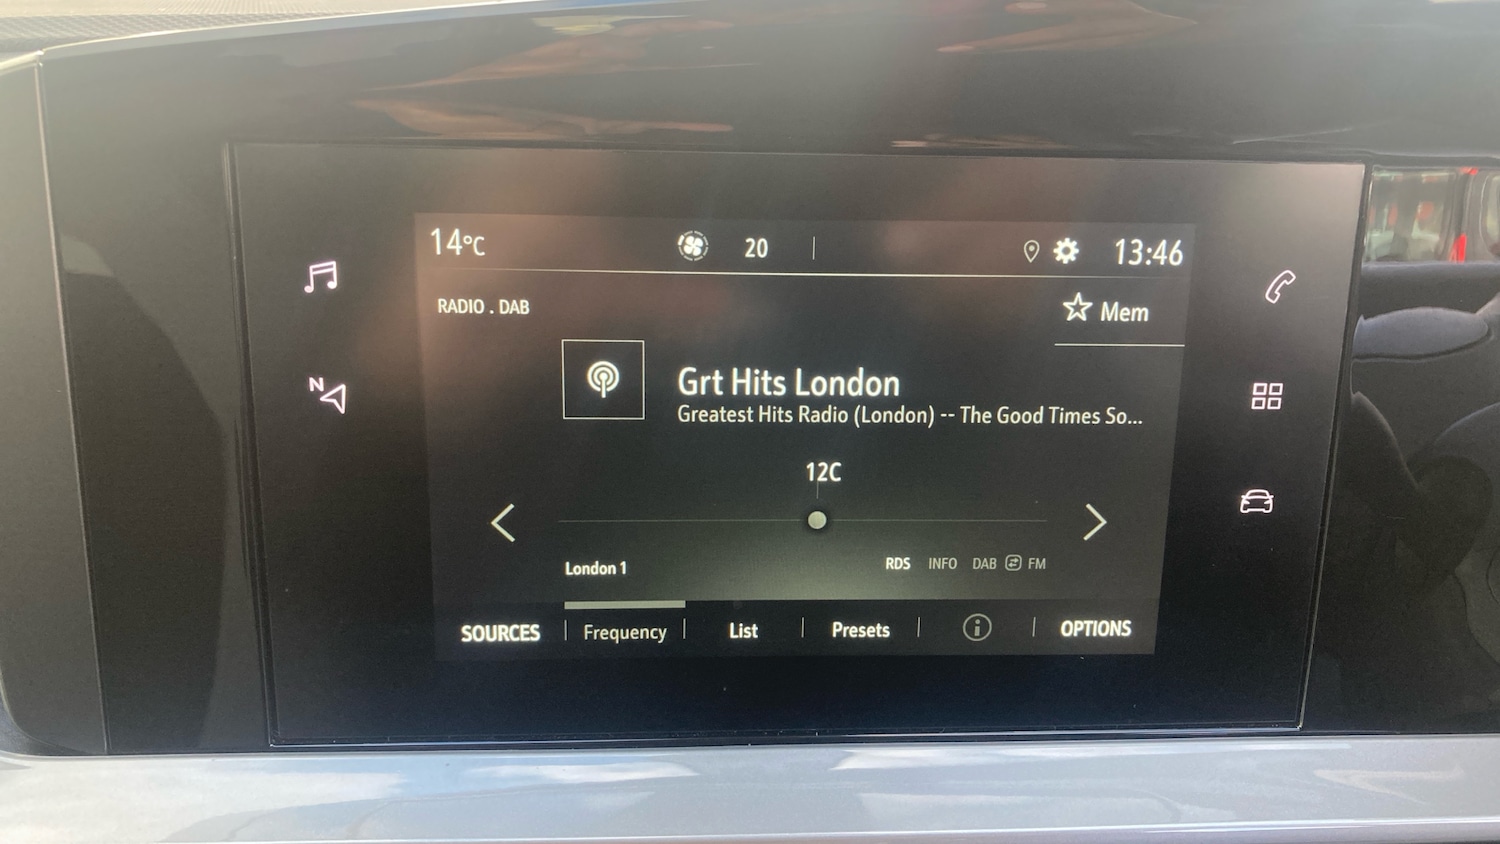 14°C 20 13:46
RADIO . DAB
Mem
Grt Hits London
Greatest Hits Radio (London) -- The Good Times So...
N
12C
London 1 RDS INFO DAB FM
SOURCES Frequency List Presets i OPTIONS